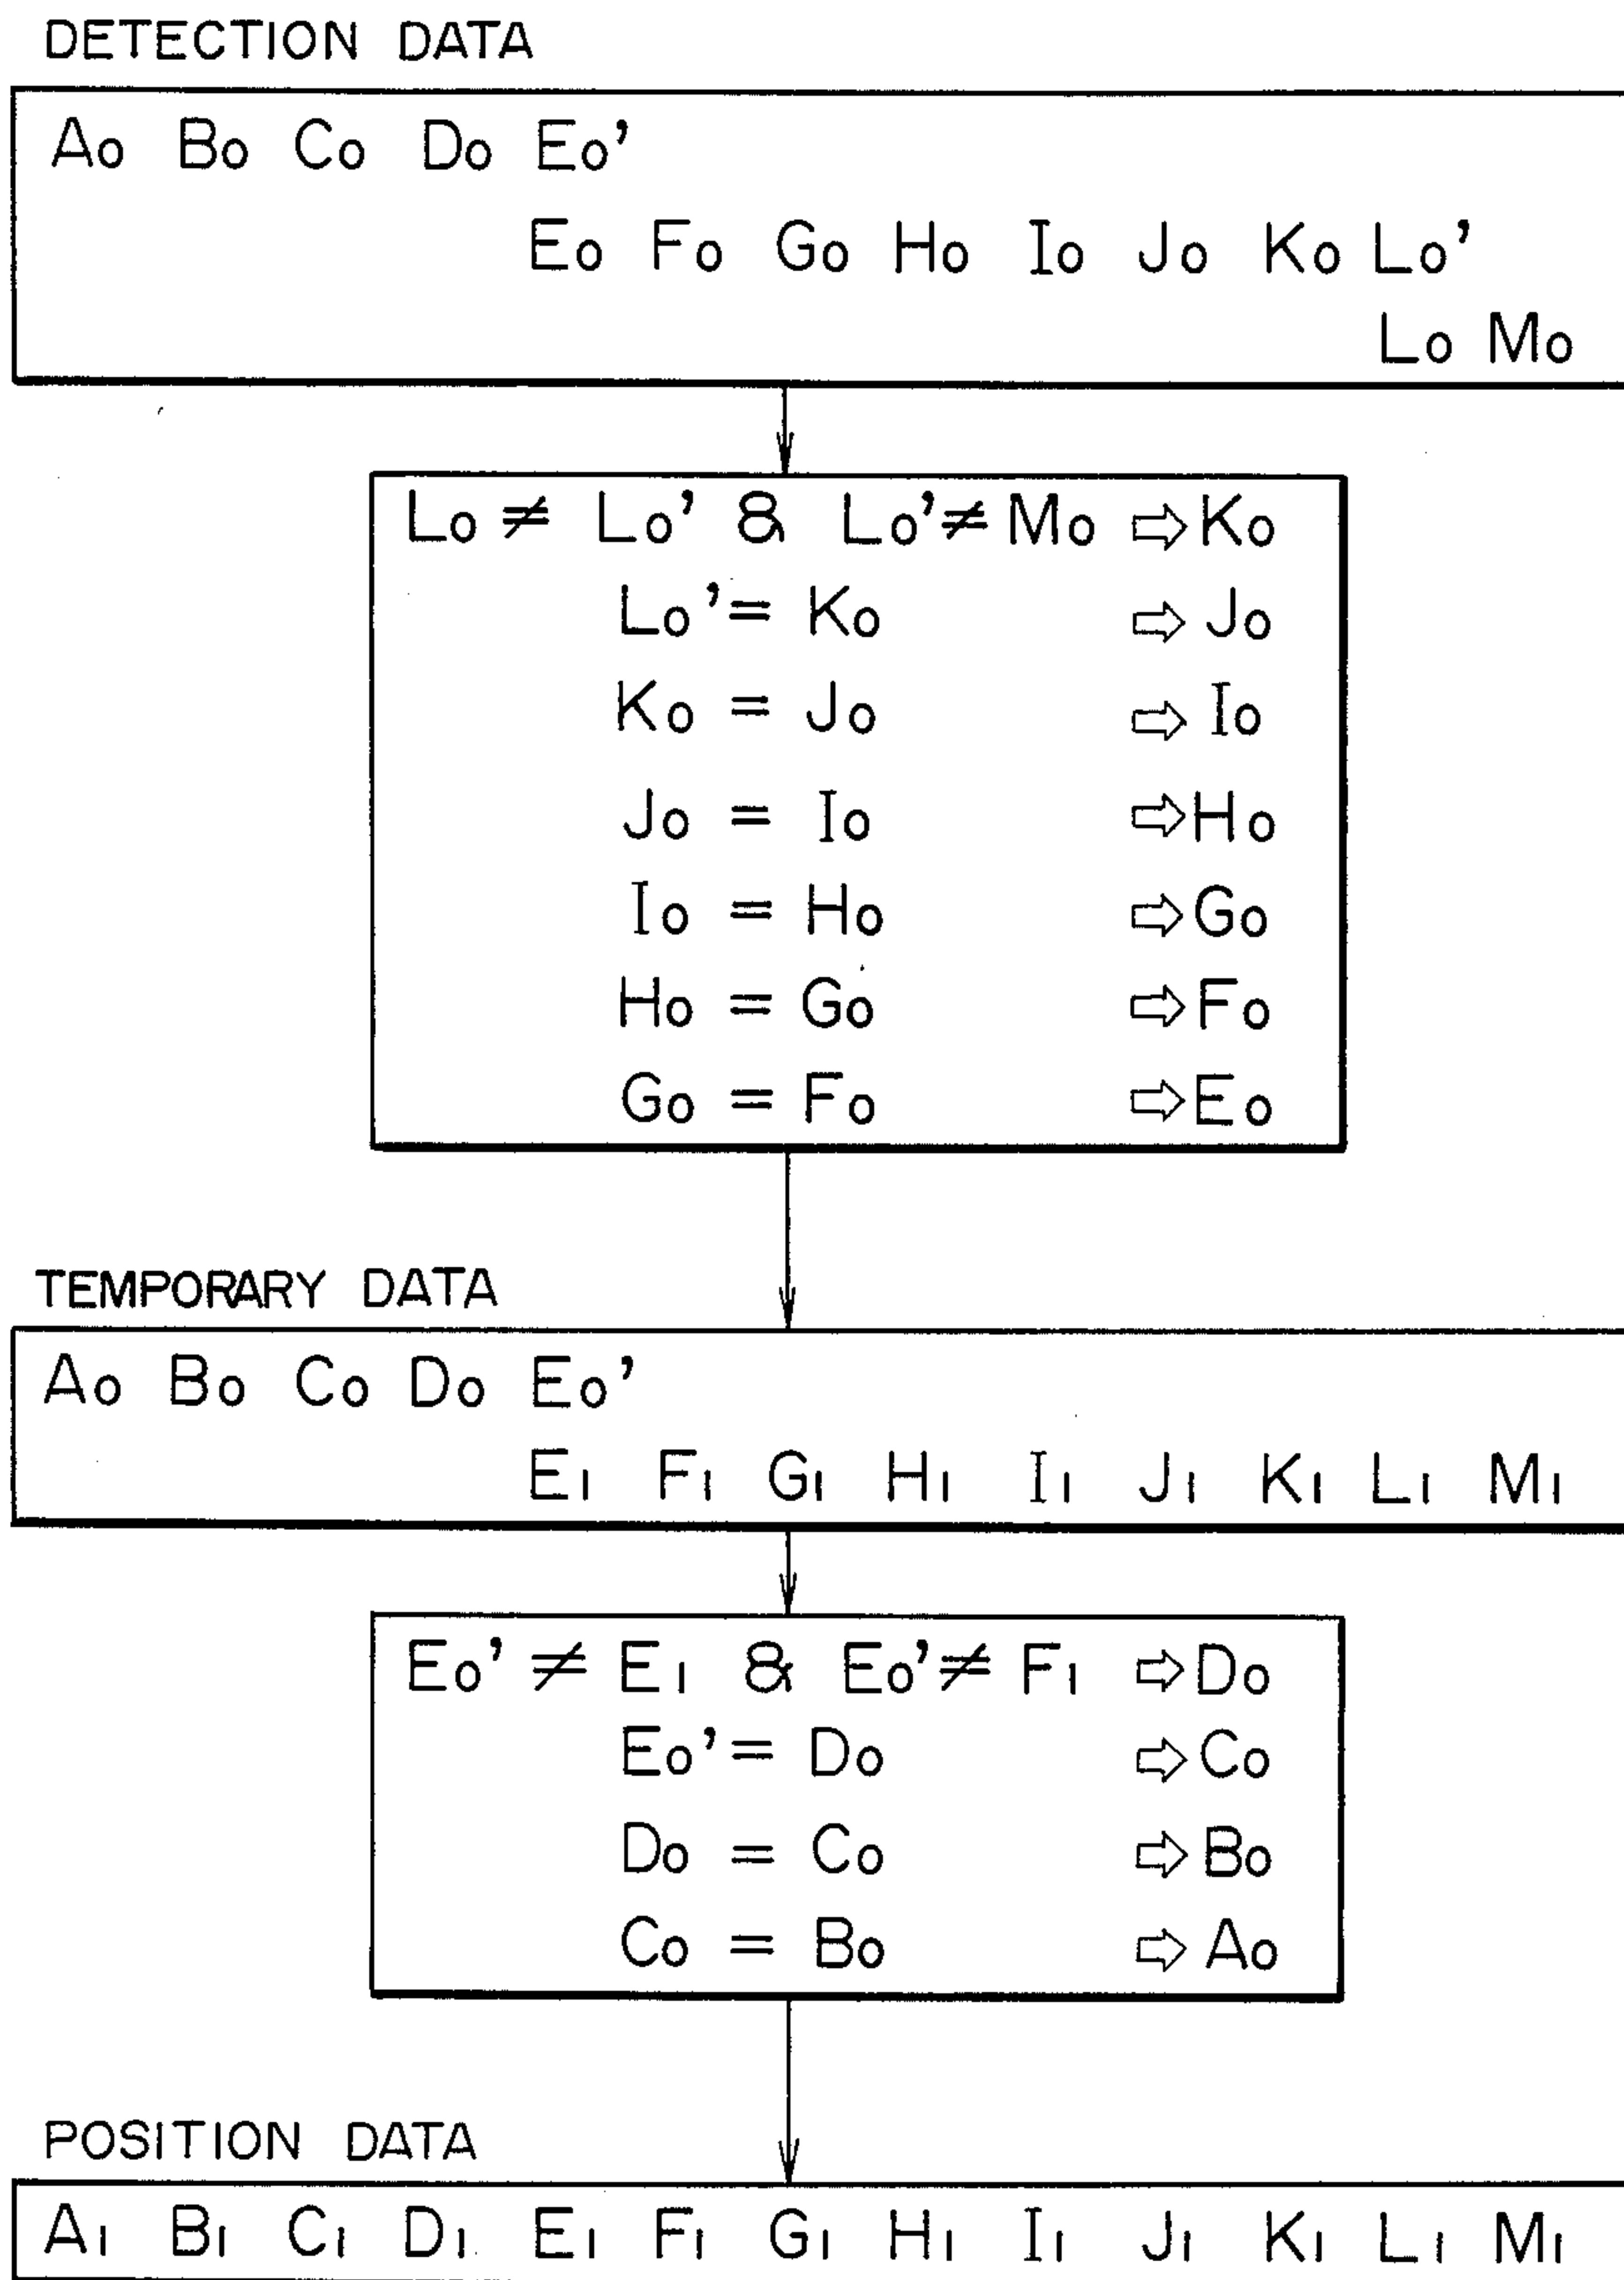 DETECTION DATA
Ao Bo Co Do Eo'
Eo Fo Go Ho Io Jo Ko Lo'
Lo Mo
Lo ≠ Lo' & Lo' ≠ Mo ⇨ Ko
Lo' = Ko ⇨ Jo
Ko = Jo ⇨ Io
Jo = Io ⇨ Ho
Io = Ho ⇨ Go
Ho = Go ⇨ Fo
Go = Fo ⇨ Eo
TEMPORARY DATA
Ao Bo Co Do Eo'
E1 F1 G1 H1 I1 J1 K1 L1 M1
Eo' ≠ E1 & Eo' ≠ F1 ⇨ Do
Eo' = Do ⇨ Co
Do = Co ⇨ Bo
Co = Bo ⇨ Ao
POSITION DATA
A1 B1 C1 D1 E1 F1 G1 H1 I1 J1 K1 L1 M1